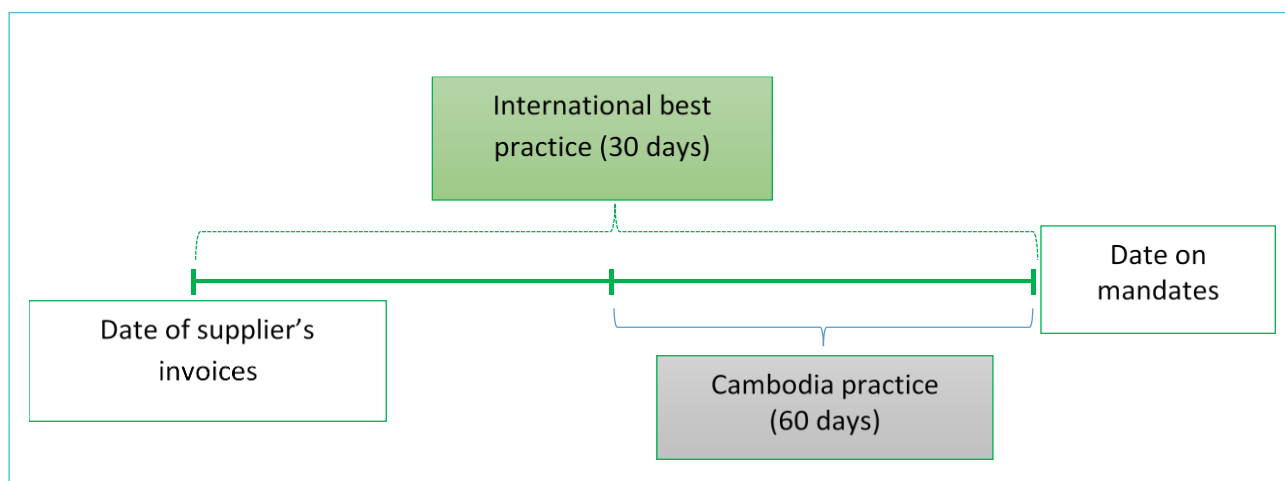 International best
practice (30 days)
Date on
mandates
Date of supplier’s
invoices
Cambodia practice
(60 days)